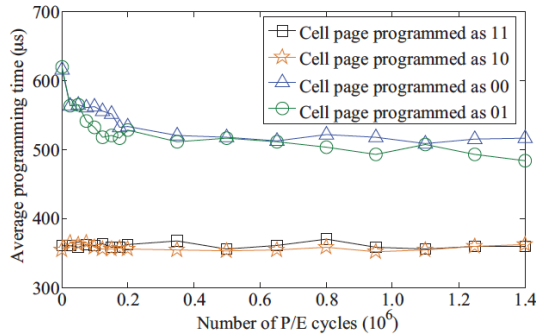 700
600
500
400
300
Average programming time (μs)
Cell page programmed as 11
Cell page programmed as 10
Cell page programmed as 00
Cell page programmed as 01
0 0.2 0.4 0.6 0.8 1.0 1.2 1.4
Number of P/E cycles (10⁶)